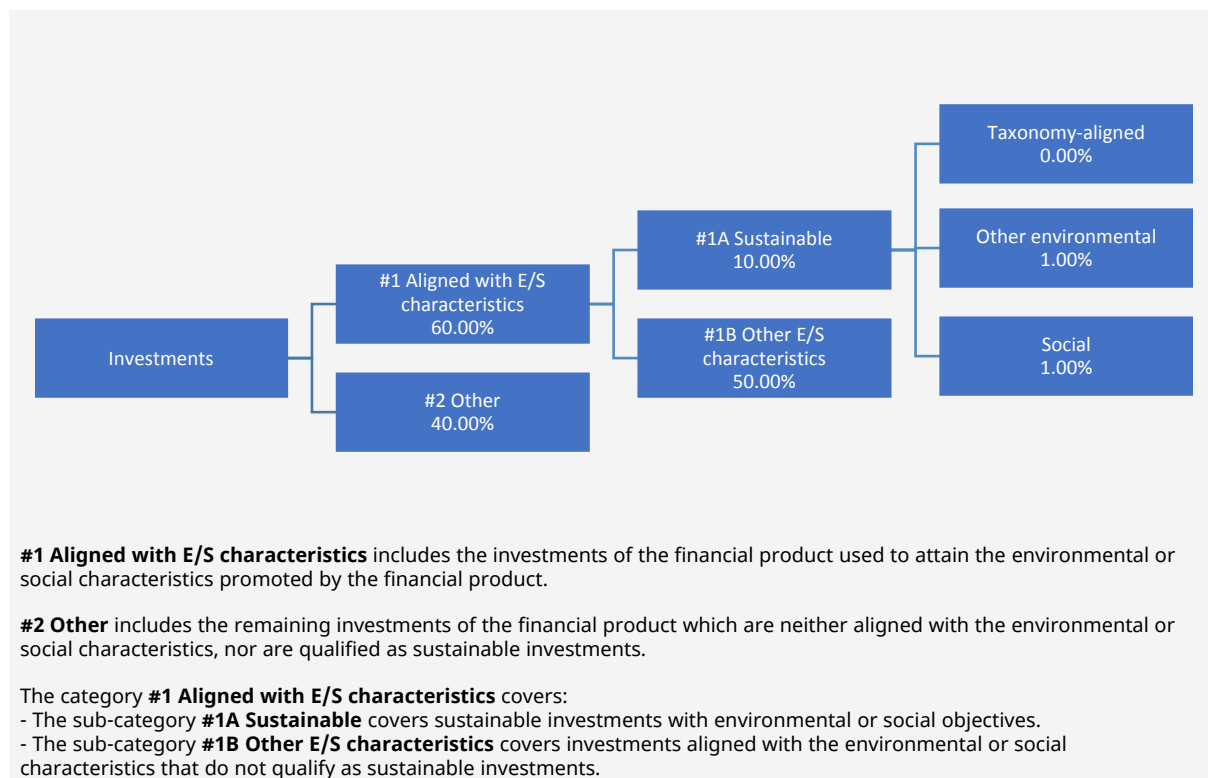 Investments
#1 Aligned with E/S
characteristics
60.00%
#2 Other
40.00%
#1A Sustainable
10.00%
#1B Other E/S
characteristics
50.00%
Taxonomy-aligned
0.00%
Other environmental
1.00%
Social
1.00%
#1 Aligned with E/S characteristics includes the investments of the financial product used to attain the environmental or
social characteristics promoted by the financial product.
#2 Other includes the remaining investments of the financial product which are neither aligned with the environmental or
social characteristics, nor are qualified as sustainable investments.
The category #1 Aligned with E/S characteristics covers:
- The sub-category #1A Sustainable covers sustainable investments with environmental or social objectives.
- The sub-category #1B Other E/S characteristics covers investments aligned with the environmental or social
characteristics that do not qualify as sustainable investments.